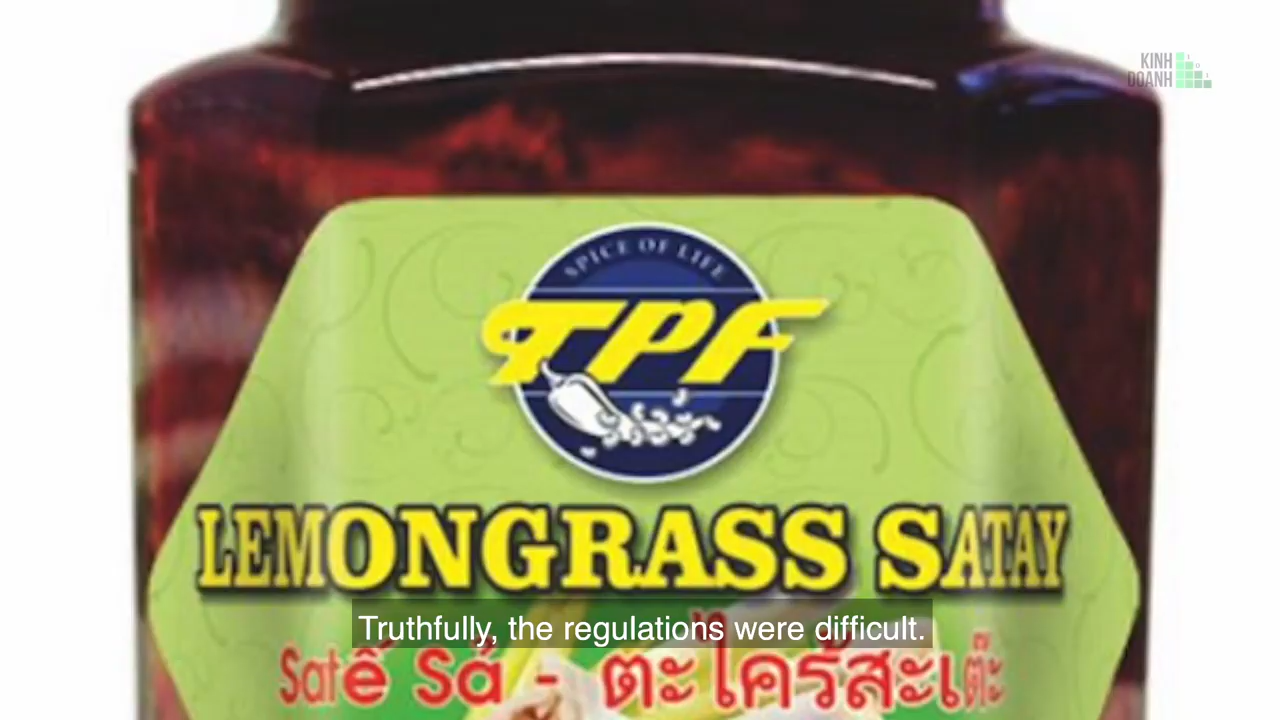 KINH
DOANH
SPICE OF LIFE
TPF
LEMONGRASS SATAY
Truthfully, the regulations were difficult.
Satế Sả - ตะไคร้สะเต๊ะ